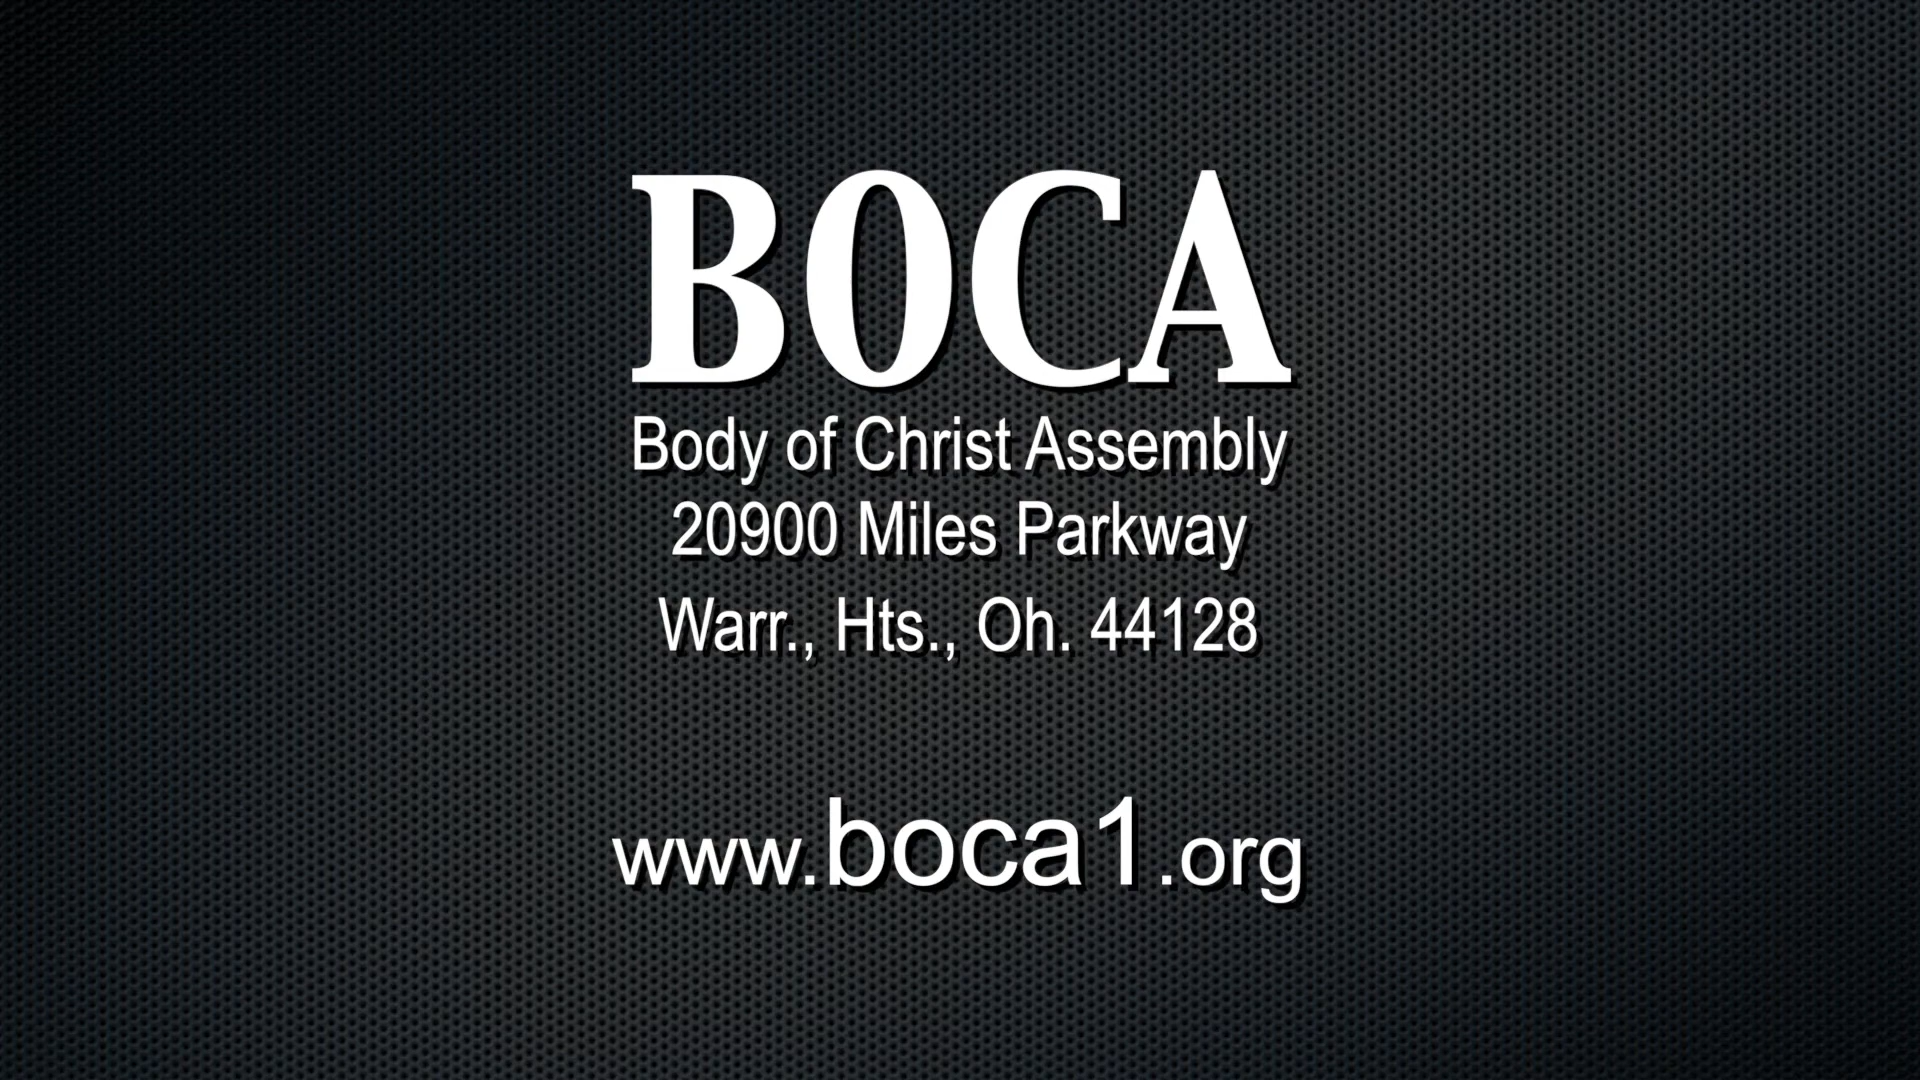 BOCA
Body of Christ Assembly
20900 Miles Parkway
Warr., Hts., Oh. 44128
www.boca1.org